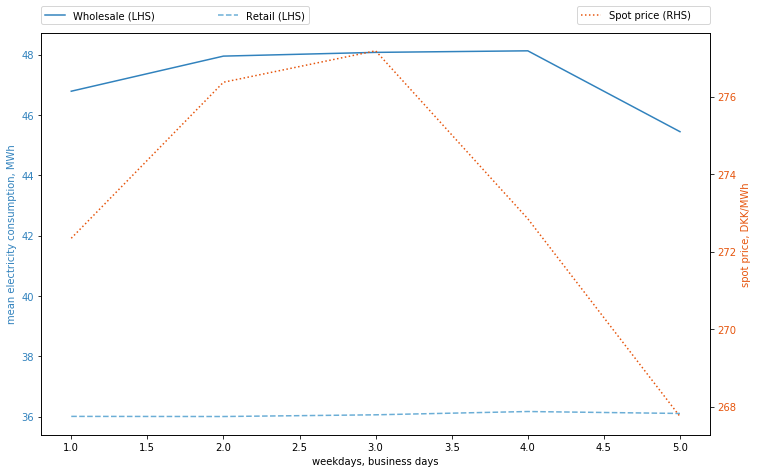 Wholesale (LHS) Retail (LHS) Spot price (RHS)
48
46
44
42
40
38
36
mean electricity consumption, MWh
276
274
272
270
268
spot price, DKK/MWh
1.0 1.5 2.0 2.5 3.0 3.5 4.0 4.5 5.0
weekdays, business days